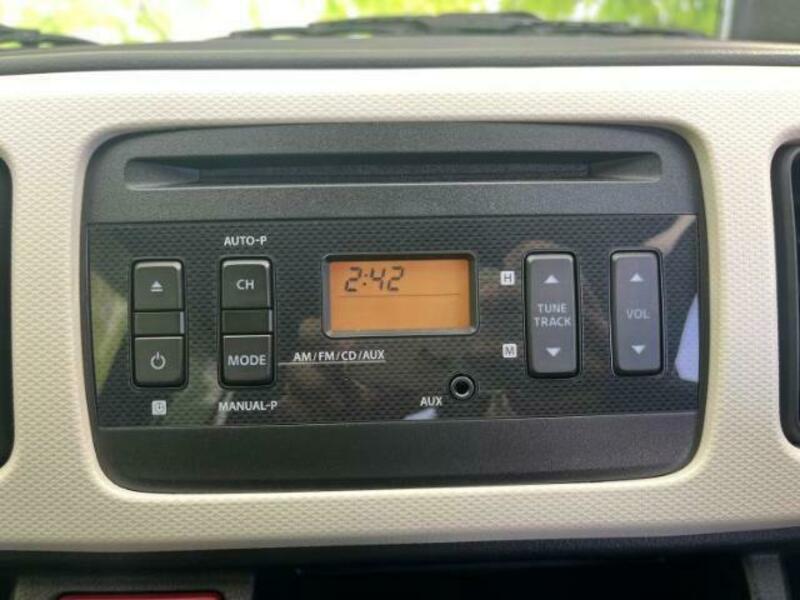 AUTO-P
CH
MODE
MANUAL-P
2:42
AM/FM/CD/AUX
AUX
H
TUNE
TRACK
M
VOL